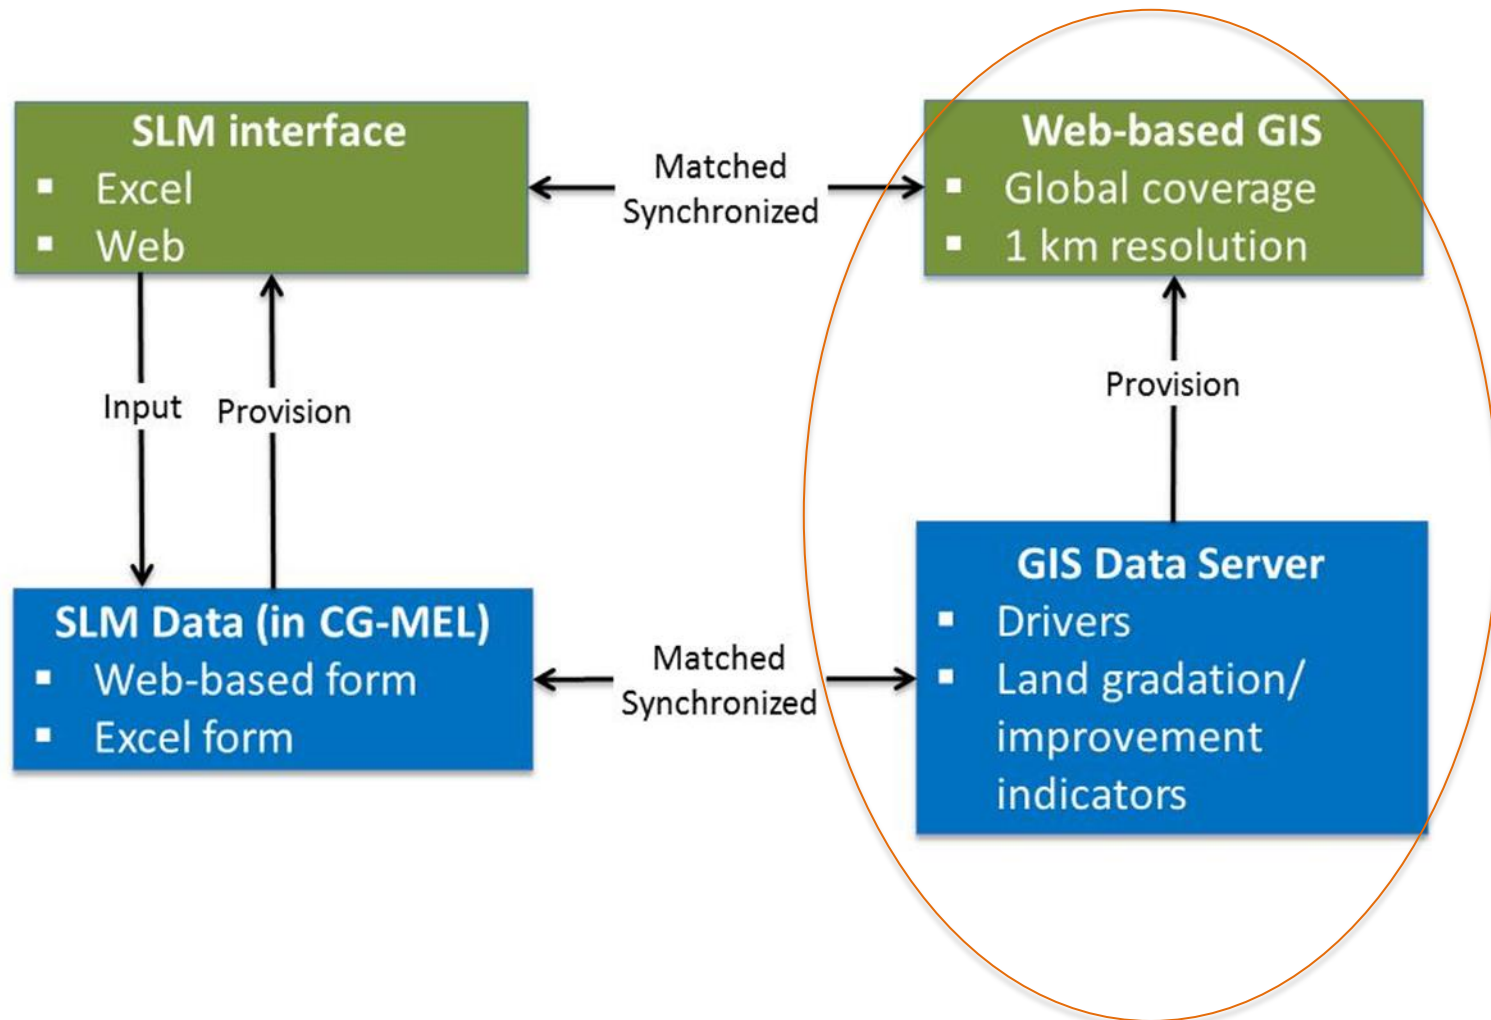 SLM interface
▪ Excel
▪ Web
Matched
Synchronized
Web-based GIS
▪ Global coverage
▪ 1 km resolution
Input
Provision
Provision
SLM Data (in CG-MEL)
▪ Web-based form
▪ Excel form
Matched
Synchronized
GIS Data Server
▪ Drivers
▪ Land gradation/
improvement
indicators